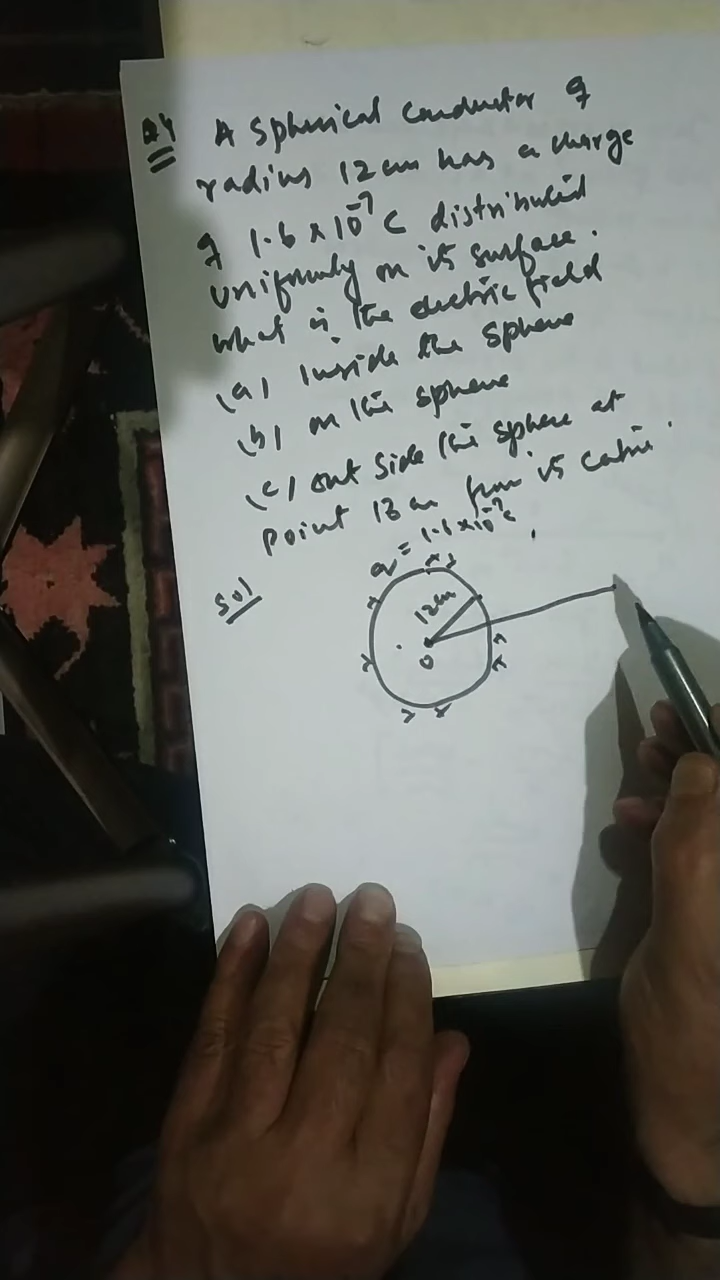 Q4 A spherical conductor of
radius 12 cm has a charge
of 1.6 x 10⁻⁷ C distributed
uniformly on its surface.
what is the electric field
(a) Inside the sphere
(b) on the sphere
(c) out side the sphere at
point 18 cm from its centre.
q = 1.6 x 10⁻⁷ c
Sol
12 cm
O